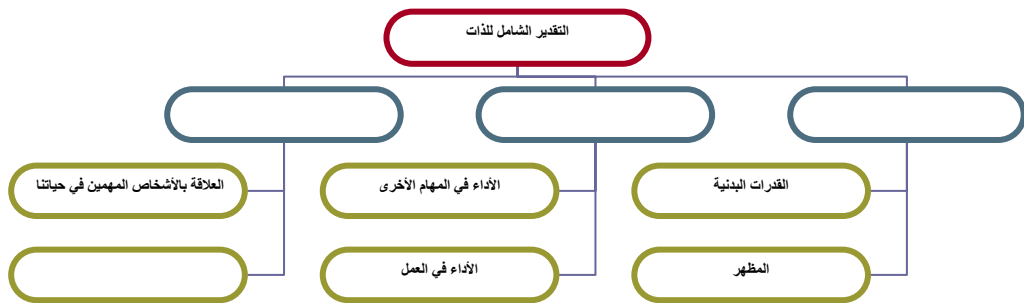 التقدير الشامل للذات
القدرات البدنية
الأداء في المهام الأخرى
العلاقة بالأشخاص المهمين في حياتنا
المظهر
الأداء في العمل